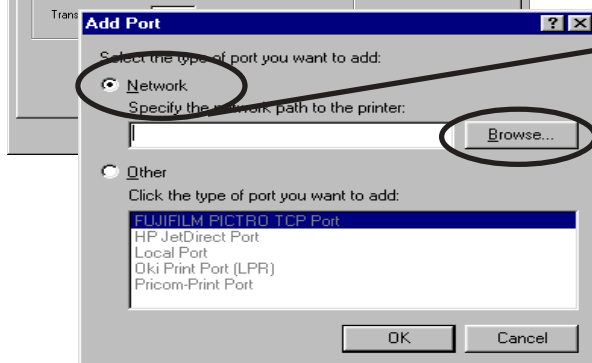 Trans
Add Port
Select the type of port you want to add:
Network
Specify the network path to the printer:
Browse...
Other
Click the type of port you want to add:
FUJIFILM PICTRO TCP Port
HP JetDirect Port
Local Port
Oki Print Port (LPR)
Pricom-Print Port
OK
Cancel